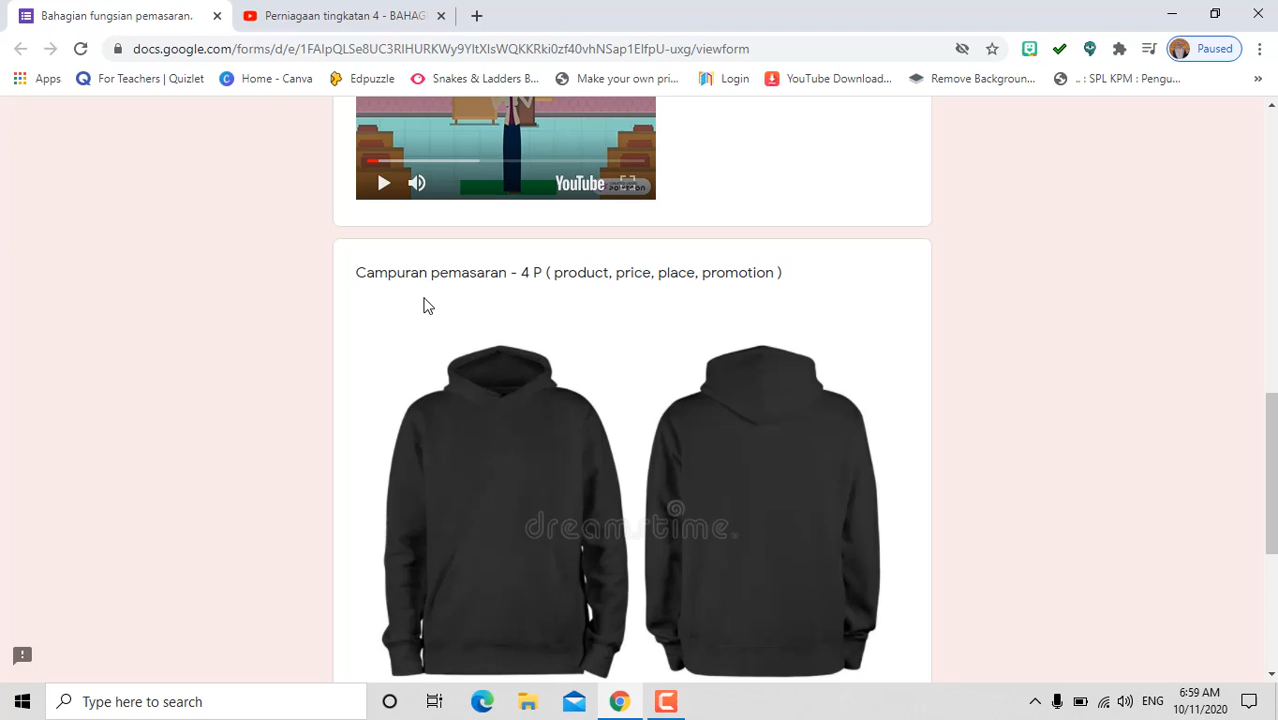 Bahagian fungsian pemasaran.
Perniagaan tingkatan 4 - BAHAG
docs.google.com/forms/d/e/1FAIpQLSe8UC3RIHURKWy9YltXlsWQKKRki0zf40vhNSap1ElfpU-uxg/viewform
Paused
Apps
For Teachers | Quizlet
Home - Canva
Edpuzzle
Snakes & Ladders B...
Make your own pri...
Login
YouTube Download...
Remove Backgroun...
.. : SPL KPM : Pengu...
YouTube
Campuran pemasaran - 4 P ( product, price, place, promotion )
dreamstime.
Type here to search
ENG
6:59 AM
10/11/2020